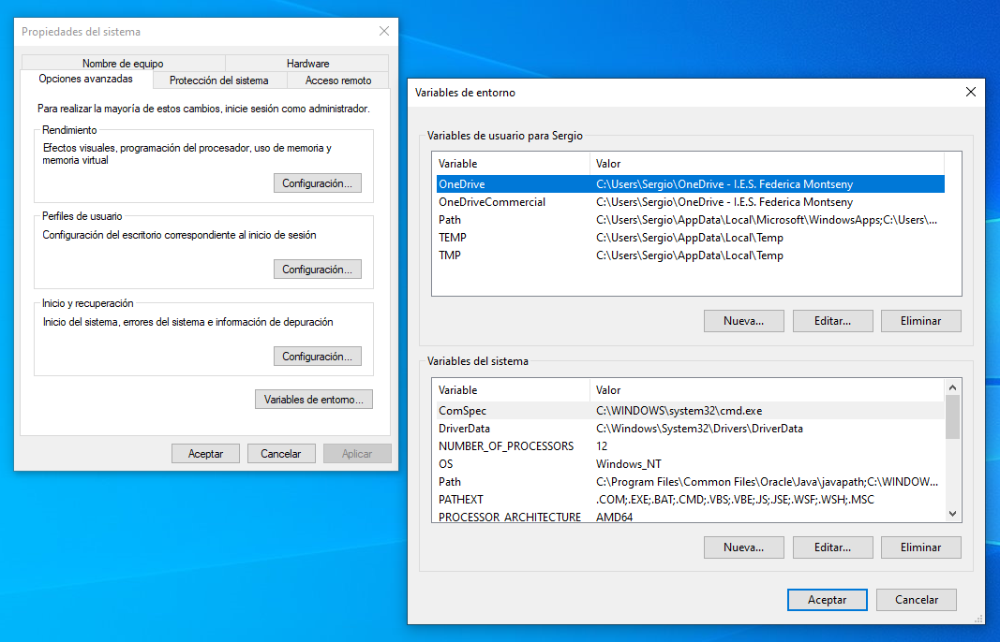 Propiedades del sistema
Nombre de equipo
Hardware
Opciones avanzadas
Protección del sistema
Acceso remoto
Para realizar la mayoría de estos cambios, inicie sesión como administrador.
Rendimiento
Efectos visuales, programación del procesador, uso de memoria y
memoria virtual
Configuración...
Perfiles de usuario
Configuración del escritorio correspondiente al inicio de sesión
Configuración...
Inicio y recuperación
Inicio del sistema, errores del sistema e información de depuración
Configuración...
Variables de entorno...
Aceptar
Cancelar
Aplicar
Variables de entorno
Variables de usuario para Sergio
Variable Valor
OneDrive C:\Users\Sergio\OneDrive - I.E.S. Federica Montseny
OneDriveCommercial C:\Users\Sergio\OneDrive - I.E.S. Federica Montseny
Path C:\Users\Sergio\AppData\Local\Microsoft\WindowsApps;C:\Users\...
TEMP C:\Users\Sergio\AppData\Local\Temp
TMP C:\Users\Sergio\AppData\Local\Temp
Nueva...
Editar...
Eliminar
Variables del sistema
Variable Valor
ComSpec C:\WINDOWS\system32\cmd.exe
DriverData C:\Windows\System32\Drivers\DriverData
NUMBER_OF_PROCESSORS 12
OS Windows_NT
Path C:\Program Files\Common Files\Oracle\Java\javapath;C:\WINDOW...
PATHEXT .COM;.EXE;.BAT;.CMD;.VBS;.VBE;.JS;.JSE;.WSF;.WSH;.MSC
PROCESSOR_ARCHITECTURE AMD64
Nueva...
Editar...
Eliminar
Aceptar
Cancelar